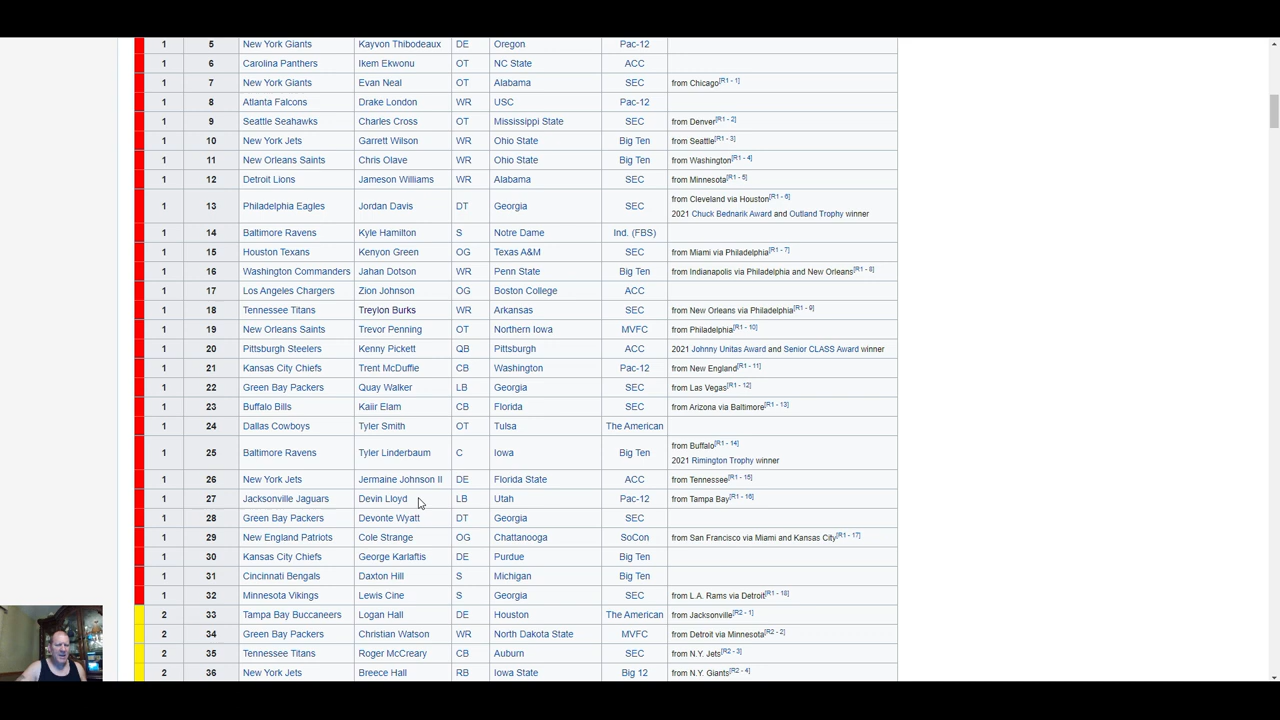 1 5 New York Giants Kayvon Thibodeaux DE Oregon Pac-12
1 6 Carolina Panthers Ikem Ekwonu OT NC State ACC
1 7 New York Giants Evan Neal OT Alabama SEC from Chicago[R1 - 1]
1 8 Atlanta Falcons Drake London WR USC Pac-12
1 9 Seattle Seahawks Charles Cross OT Mississippi State SEC from Denver[R1 - 2]
1 10 New York Jets Garrett Wilson WR Ohio State Big Ten from Seattle[R1 - 3]
1 11 New Orleans Saints Chris Olave WR Ohio State Big Ten from Washington[R1 - 4]
1 12 Detroit Lions Jameson Williams WR Alabama SEC from Minnesota[R1 - 5]
1 13 Philadelphia Eagles Jordan Davis DT Georgia SEC from Cleveland via Houston[R1 - 6]
2021 Chuck Bednarik Award and Outland Trophy winner
1 14 Baltimore Ravens Kyle Hamilton S Notre Dame Ind. (FBS)
1 15 Houston Texans Kenyon Green OG Texas A&M SEC from Miami via Philadelphia[R1 - 7]
1 16 Washington Commanders Jahan Dotson WR Penn State Big Ten from Indianapolis via Philadelphia and New Orleans[R1 - 8]
1 17 Los Angeles Chargers Zion Johnson OG Boston College ACC
1 18 Tennessee Titans Treylon Burks WR Arkansas SEC from New Orleans via Philadelphia[R1 - 9]
1 19 New Orleans Saints Trevor Penning OT Northern Iowa MVFC from Philadelphia[R1 - 10]
1 20 Pittsburgh Steelers Kenny Pickett QB Pittsburgh ACC 2021 Johnny Unitas Award and Senior CLASS Award winner
1 21 Kansas City Chiefs Trent McDuffie CB Washington Pac-12 from New England[R1 - 11]
1 22 Green Bay Packers Quay Walker LB Georgia SEC from Las Vegas[R1 - 12]
1 23 Buffalo Bills Kaiir Elam CB Florida SEC from Arizona via Baltimore[R1 - 13]
1 24 Dallas Cowboys Tyler Smith OT Tulsa The American
1 25 Baltimore Ravens Tyler Linderbaum C Iowa Big Ten from Buffalo[R1 - 14]
2021 Rimington Trophy winner
1 26 New York Jets Jermaine Johnson II DE Florida State ACC from Tennessee[R1 - 15]
1 27 Jacksonville Jaguars Devin Lloyd LB Utah Pac-12 from Tampa Bay[R1 - 16]
1 28 Green Bay Packers Devonte Wyatt DT Georgia SEC
1 29 New England Patriots Cole Strange OG Chattanooga SoCon from San Francisco via Miami and Kansas City[R1 - 17]
1 30 Kansas City Chiefs George Karlaftis DE Purdue Big Ten
1 31 Cincinnati Bengals Daxton Hill S Michigan Big Ten
1 32 Minnesota Vikings Lewis Cine S Georgia SEC from L.A. Rams via Detroit[R1 - 18]
2 33 Tampa Bay Buccaneers Logan Hall DE Houston The American from Jacksonville[R2 - 1]
2 34 Green Bay Packers Christian Watson WR North Dakota State MVFC from Detroit via Minnesota[R2 - 2]
2 35 Tennessee Titans Roger McCreary CB Auburn SEC from N.Y. Jets[R2 - 3]
2 36 New York Jets Breece Hall RB Iowa State Big 12 from N.Y. Giants[R2 - 4]